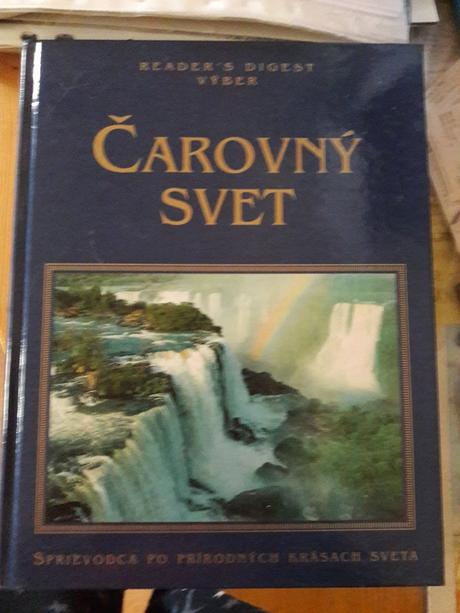 READER'S DIGEST
VÝBER
ČAROVNÝ
SVET
SPRIEVODCA PO PRÍRODNÝCH KRÁSACH SVETA